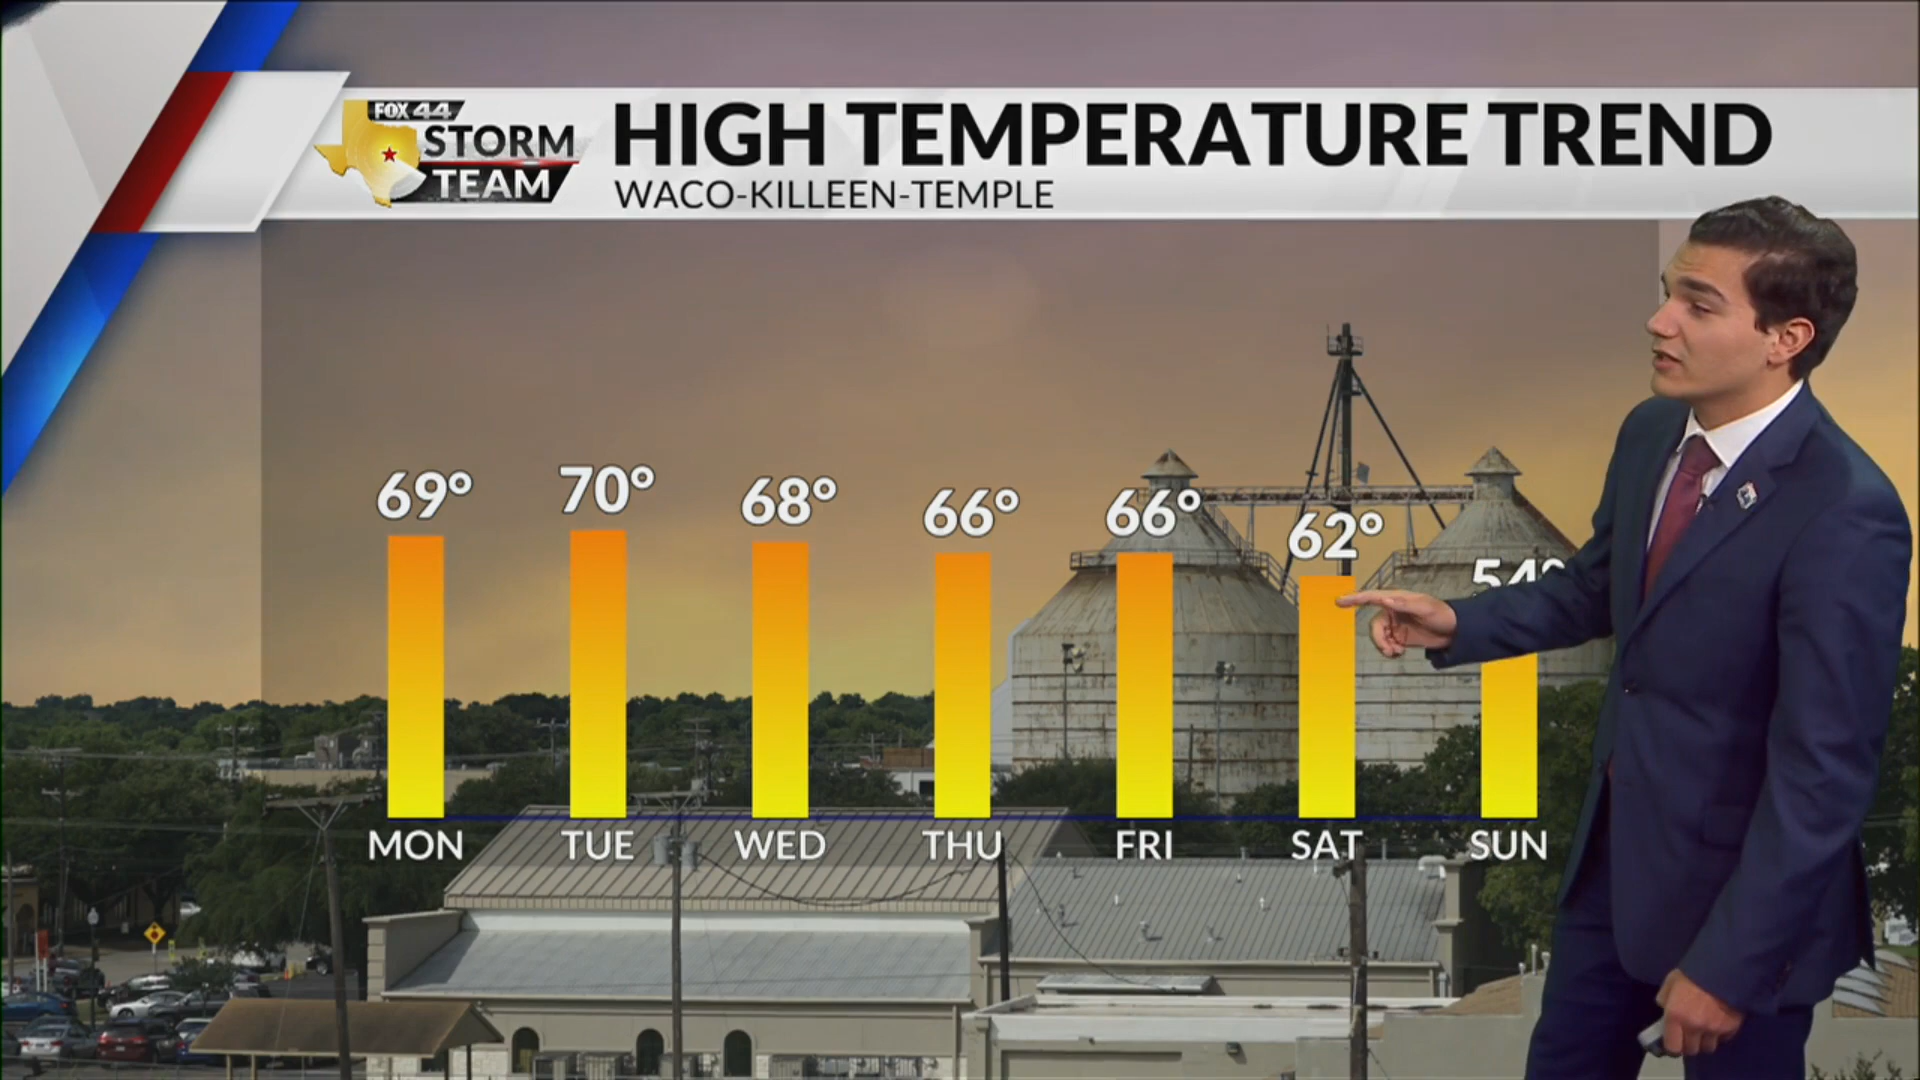 FOX 44
STORM
TEAM
HIGH TEMPERATURE TREND
WACO-KILLEEN-TEMPLE
69° 70° 68° 66° 66° 62° 54°
MON TUE WED THU FRI SAT SUN